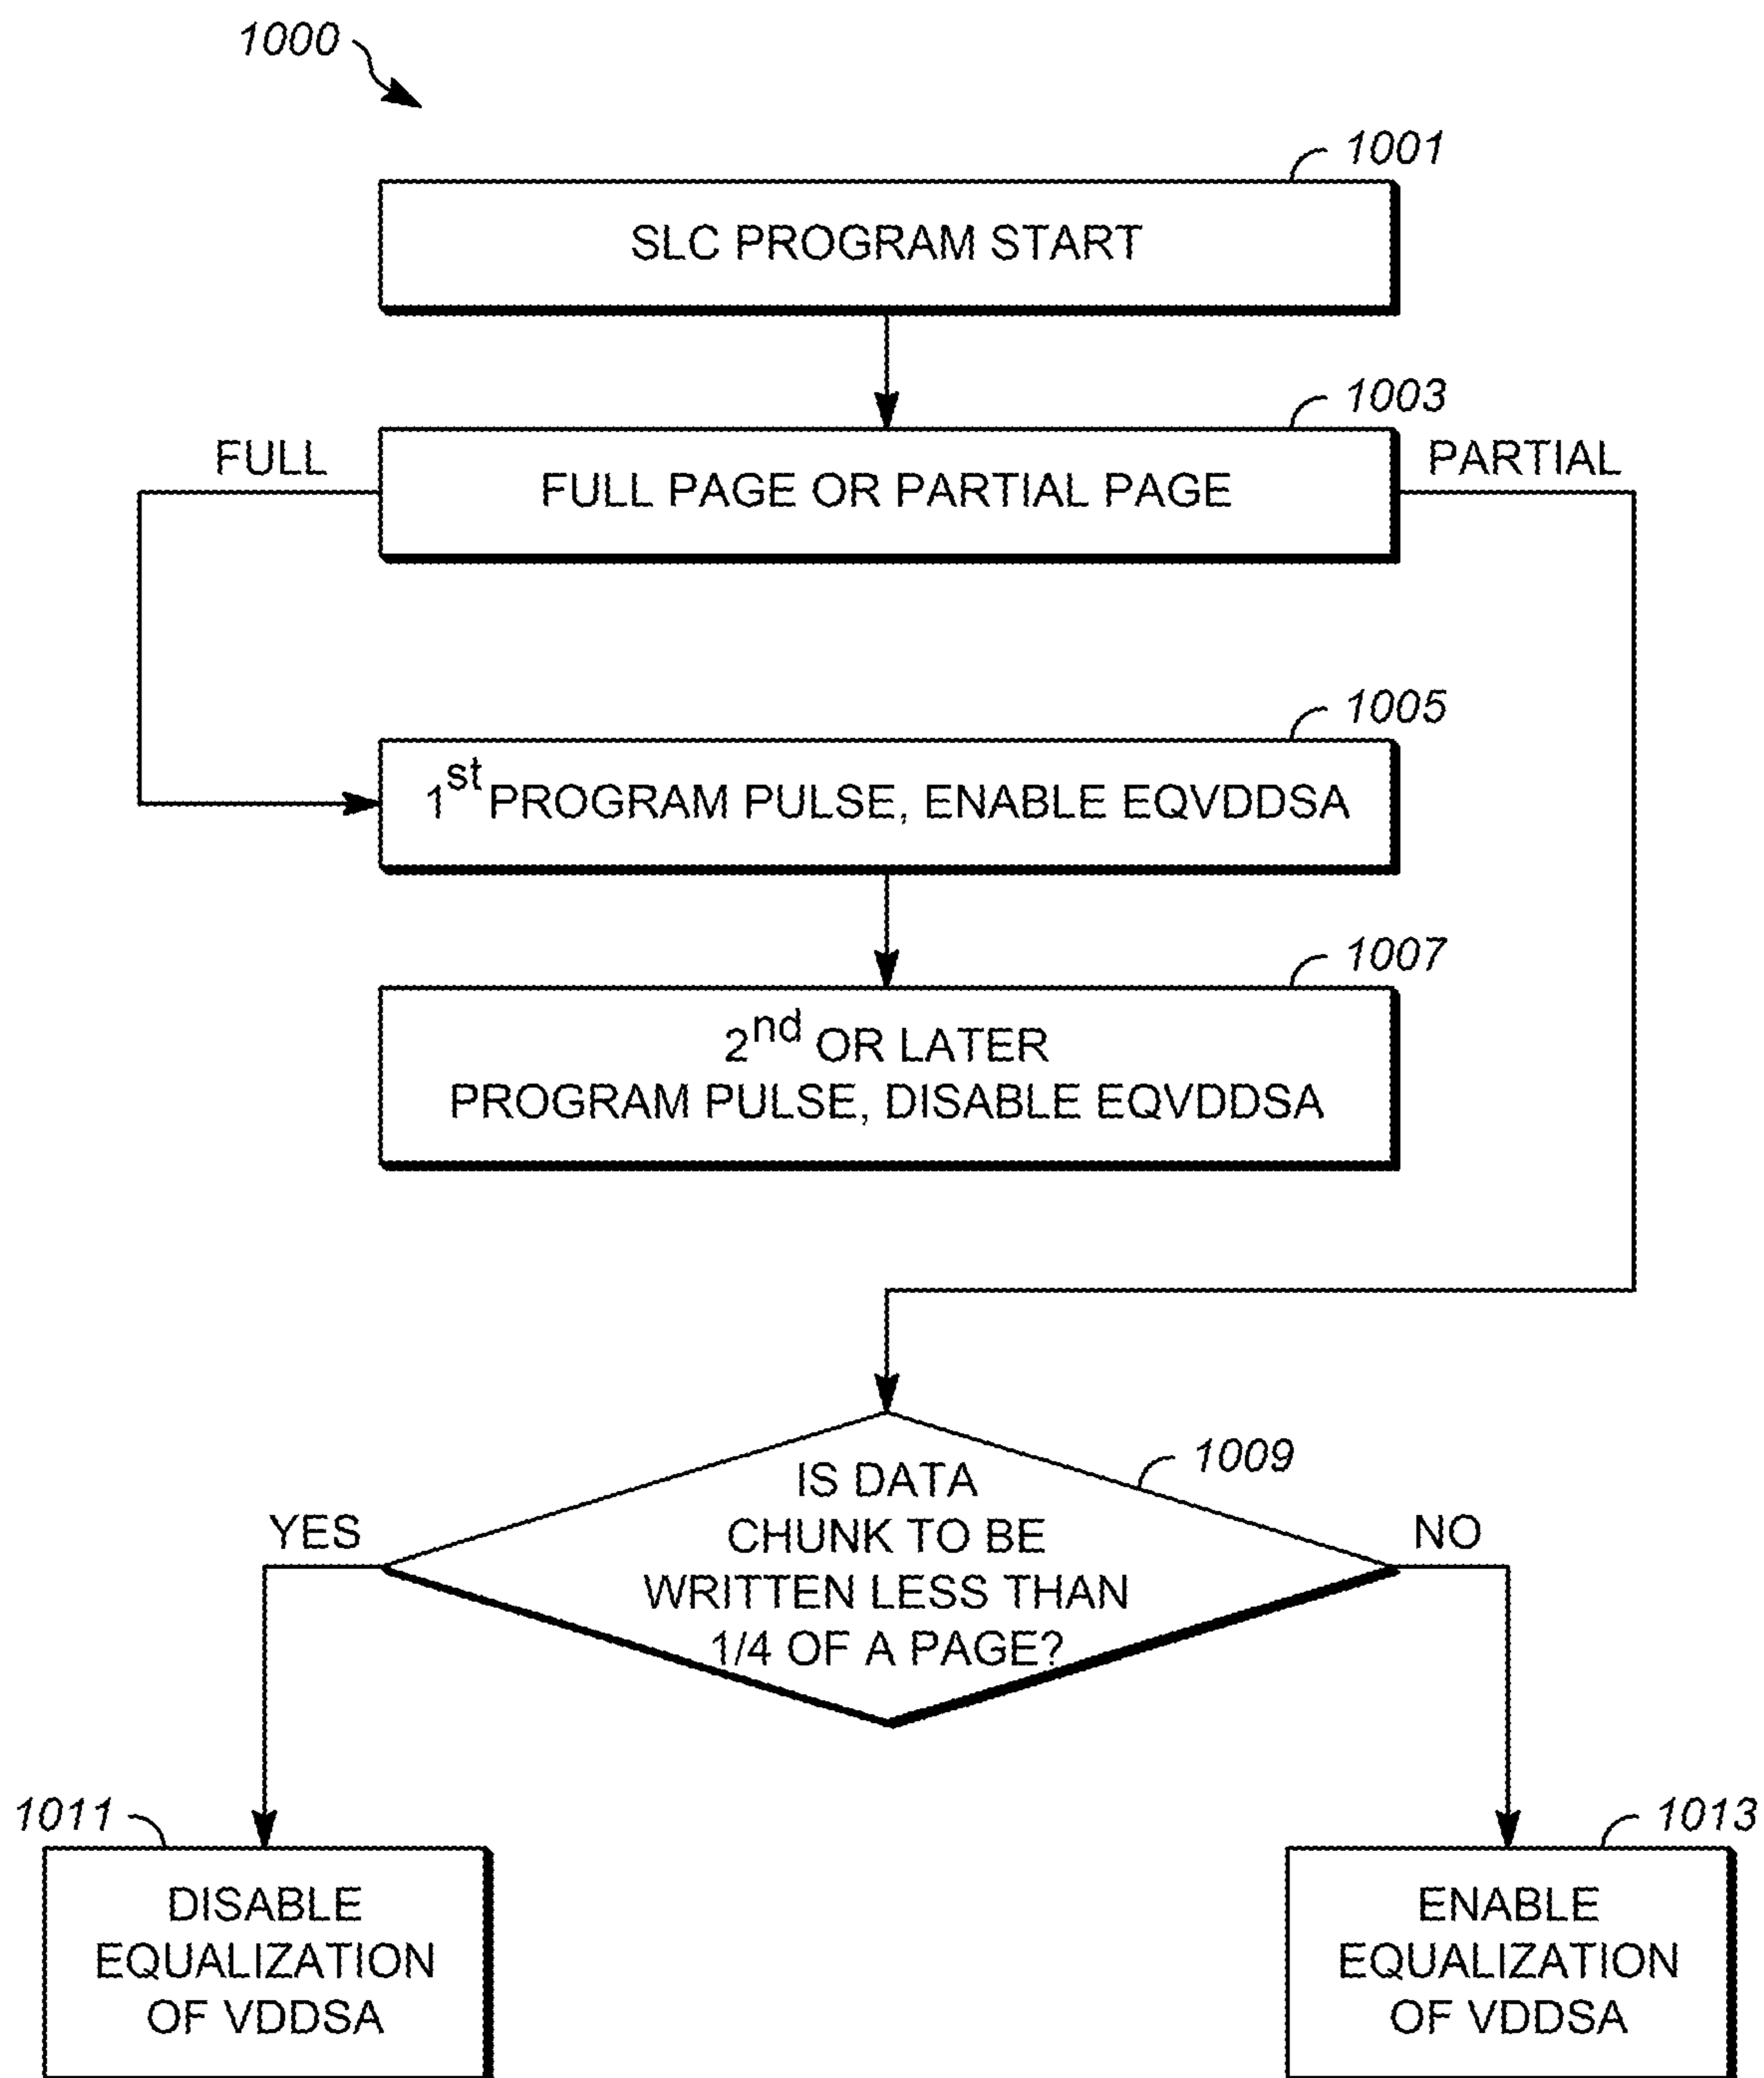 1000
1001
SLC PROGRAM START
1003
FULL
PARTIAL
FULL PAGE OR PARTIAL PAGE
1005
1st PROGRAM PULSE, ENABLE EQVDDSA
1007
2nd OR LATER
PROGRAM PULSE, DISABLE EQVDDSA
1009
IS DATA
CHUNK TO BE
WRITTEN LESS THAN
1/4 OF A PAGE?
YES
NO
1011
DISABLE
EQUALIZATION
OF VDDSA
1013
ENABLE
EQUALIZATION
OF VDDSA